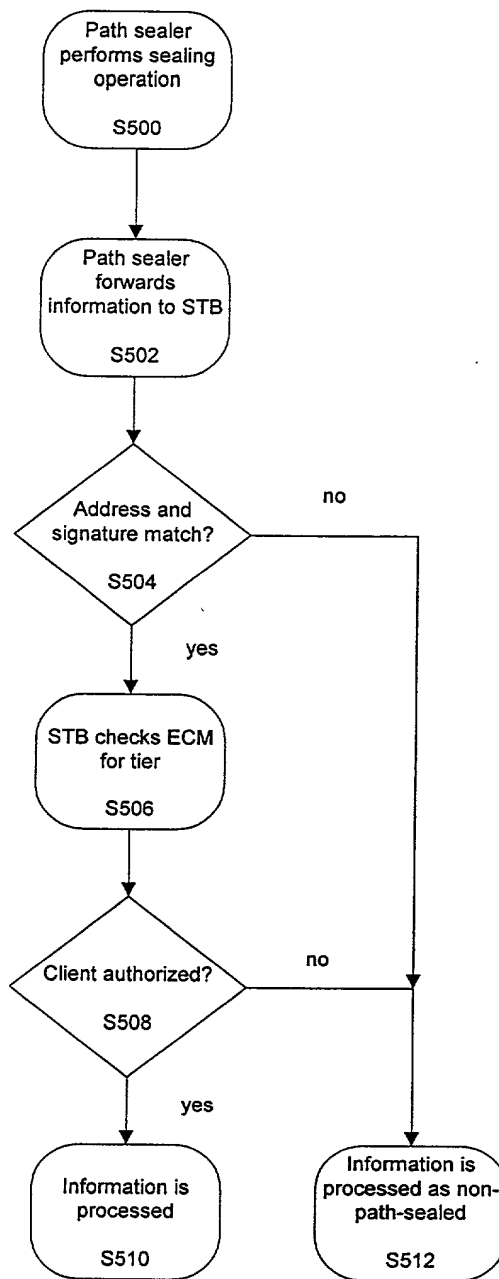 Path sealer
performs sealing
operation
S500
Path sealer
forwards
information to STB
S502
Address and
signature match?
S504
no
yes
STB checks ECM
for tier
S506
Client authorized?
S508
no
yes
Information is
processed
S510
Information is
processed as non-
path-sealed
S512